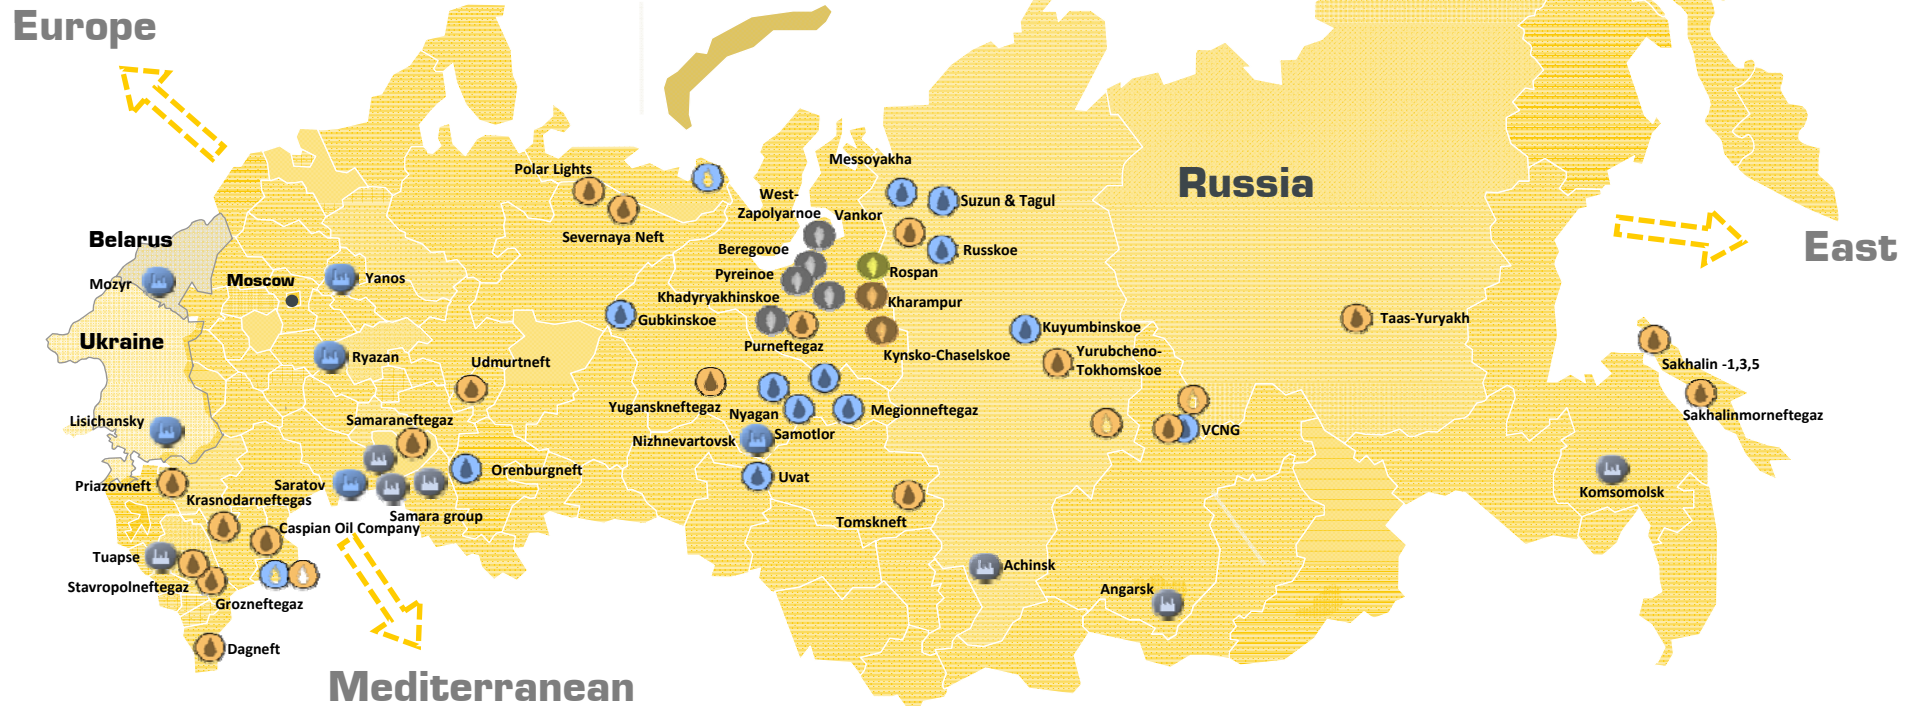 Europe
Messoyakha
Polar Lights
Russia
West-
Zapolyarnoe
Vankor
Suzun & Tagul
Severnaya Neft
Belarus
Beregovoe
Russkoe
East
Pyreinoe
Rospan
Mozyr
Moscow
Yanos
Khadyryakhinskoe
Kharampur
Gubkinskoe
Taas-Yuryakh
Kuyumbinskoe
Ukraine
Purneftegaz
Kynsko-Chaselskoe
Yurubcheno-
Tokhomskoe
Ryazan
Udmurtneft
Sakhalin -1,3,5
Yuganskneftegaz
Nyagan
Megionneftegaz
Sakhalinmorneftegaz
Lisichansky
Samaraneftegaz
Nizhnevartovsk
Samotlor
VCNG
Orenburgneft
Uvat
Priazovneft
Saratov
Komsomolsk
Krasnodarneftegas
Samara group
Tomskneft
Caspian Oil Company
Tuapse
Achinsk
Stavropolneftegaz
Angarsk
Grozneftegaz
Dagneft
Mediterranean